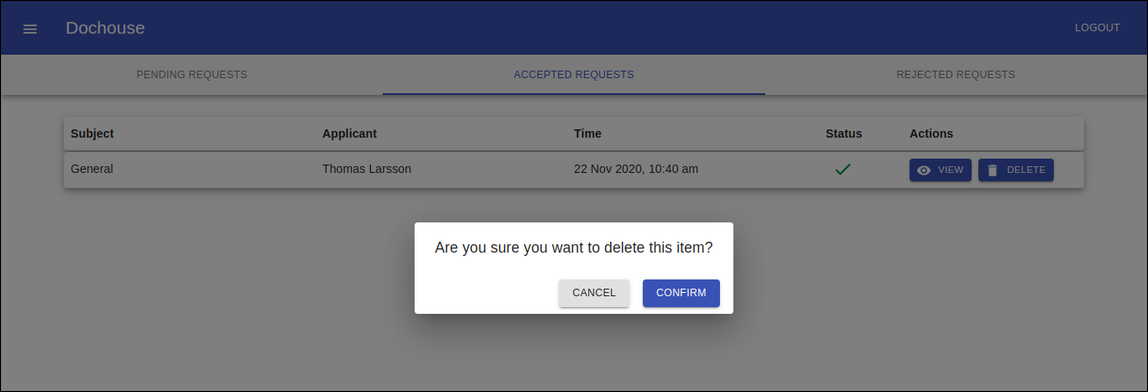 Dochouse LOGOUT
PENDING REQUESTS ACCEPTED REQUESTS REJECTED REQUESTS
Subject Applicant Time Status Actions
General Thomas Larsson 22 Nov 2020, 10:40 am VIEW DELETE
Are you sure you want to delete this item?
CANCEL CONFIRM